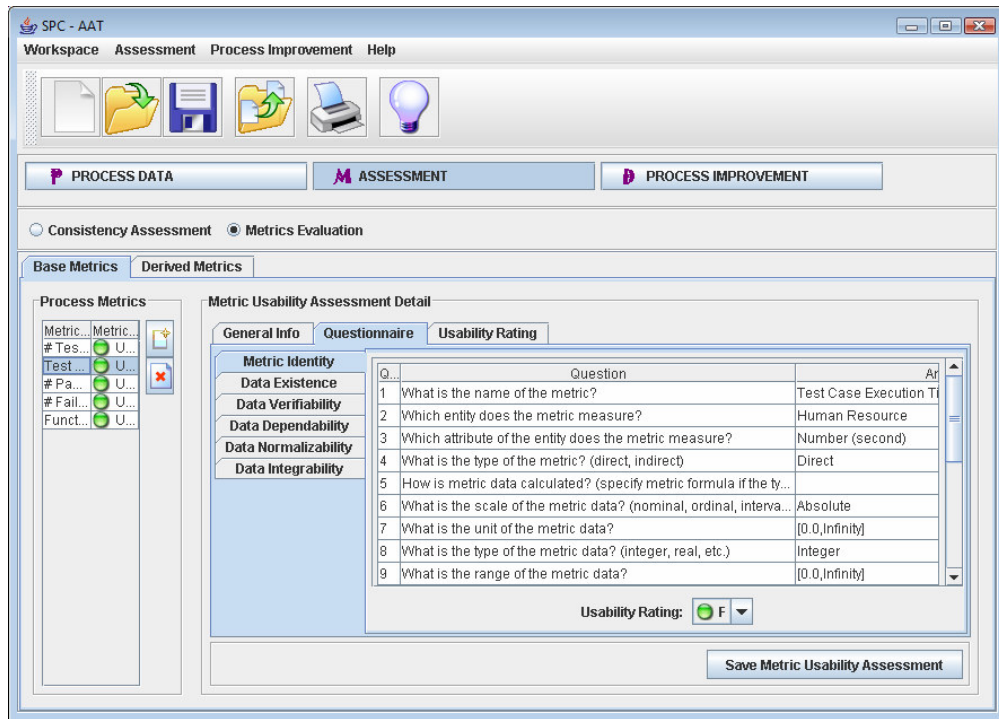 SPC - AAT
Workspace Assessment Process Improvement Help
P PROCESS DATA M ASSESSMENT PROCESS IMPROVEMENT
Consistency Assessment Metrics Evaluation
Base Metrics Derived Metrics
Process Metrics Metric Usability Assessment Detail
Metric... Metric...
# Tes... U...
Test ... U...
# Pa... U...
# Fail... U...
Funct... U...
General Info Questionnaire Usability Rating
Metric Identity
Data Existence
Data Verifiability
Data Dependability
Data Normalizability
Data Integrability
Q... Question Ar
1 What is the name of the metric? Test Case Execution Ti
2 Which entity does the metric measure? Human Resource
3 Which attribute of the entity does the metric measure? Number (second)
4 What is the type of the metric? (direct, indirect) Direct
5 How is metric data calculated? (specify metric formula if the ty...
6 What is the scale of the metric data? (nominal, ordinal, interva... Absolute
7 What is the unit of the metric data? [0.0,Infinity]
8 What is the type of the metric data? (integer, real, etc.) Integer
9 What is the range of the metric data? [0.0,Infinity]
Usability Rating: F
Save Metric Usability Assessment